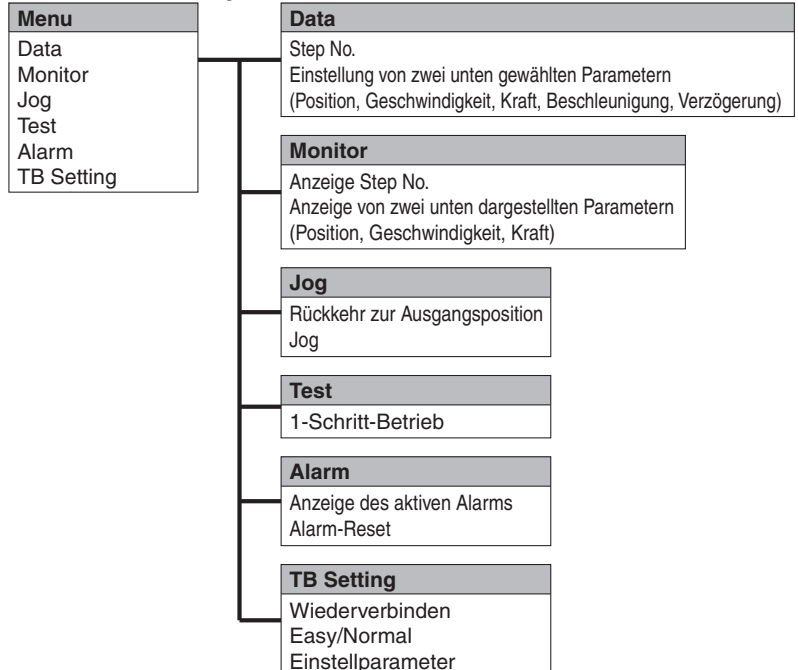 Menu
Data
Monitor
Jog
Test
Alarm
TB Setting
Data
Step No.
Einstellung von zwei unten gewählten Parametern
(Position, Geschwindigkeit, Kraft, Beschleunigung, Verzögerung)
Monitor
Anzeige Step No.
Anzeige von zwei unten dargestellten Parametern
(Position, Geschwindigkeit, Kraft)
Jog
Rückkehr zur Ausgangsposition
Jog
Test
1-Schritt-Betrieb
Alarm
Anzeige des aktiven Alarms
Alarm-Reset
TB Setting
Wiederverbinden
Easy/Normal
Einstellparameter